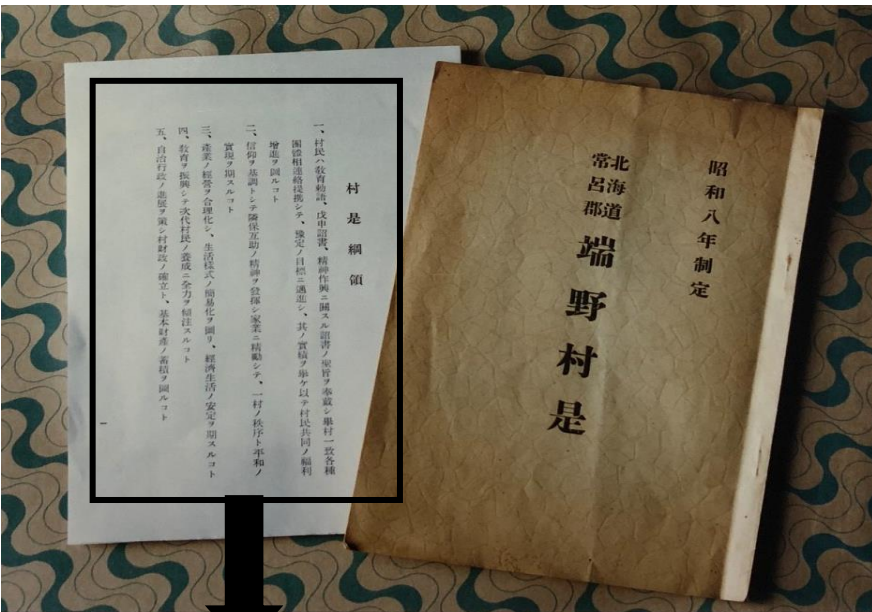 村是綱領
一、村民ハ教育勅語、戊申詔書、精神作興ニ關スル詔書ノ聖旨ヲ奉戴シ擧村一致各種
團體相連絡提携シテ、豫定ノ目標ニ邁進シ、其ノ實績ヲ擧ケ以テ村民共同ノ福利
增進ヲ圖ルコト
二、信仰ヲ基調トシテ隣保互助ノ精神ヲ發揮シ家業ニ精勵シテ、一村ノ秩序ト平和ノ
實現ヲ期スルコト
三、產業ノ經營ヲ合理化シ、生活樣式ノ簡易化ヲ圖リ、經濟生活ノ安定ヲ期スルコト
四、敎育ヲ振興シテ次代村民ノ養成ニ全力ヲ傾注スルコト
五、自治行政ノ進展ヲ策シ村財政ノ確立ト、基本財產ノ蓄積ヲ圖ルコト
昭和八年制定
北海道
常呂郡
端野村是